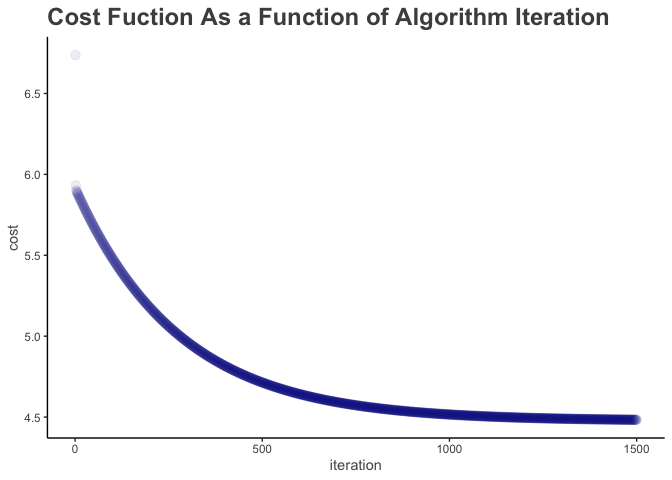 Cost Fuction As a Function of Algorithm Iteration
6.5
6.0
5.5
5.0
4.5
cost
0 500 1000 1500
iteration